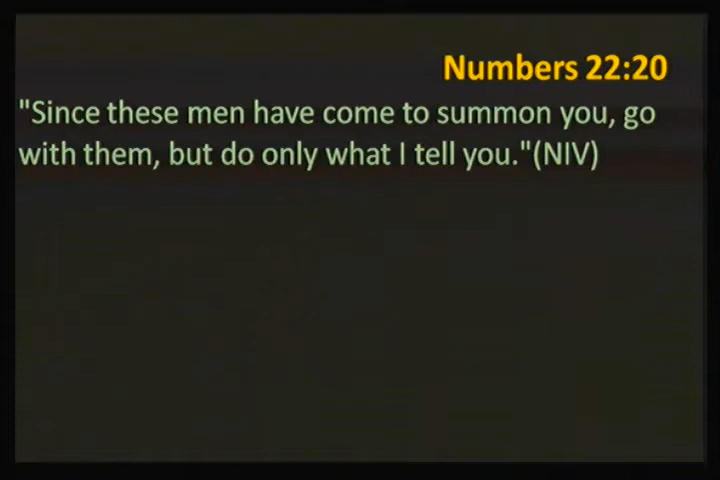 Numbers 22:20
"Since these men have come to summon you, go
with them, but do only what I tell you."(NIV)